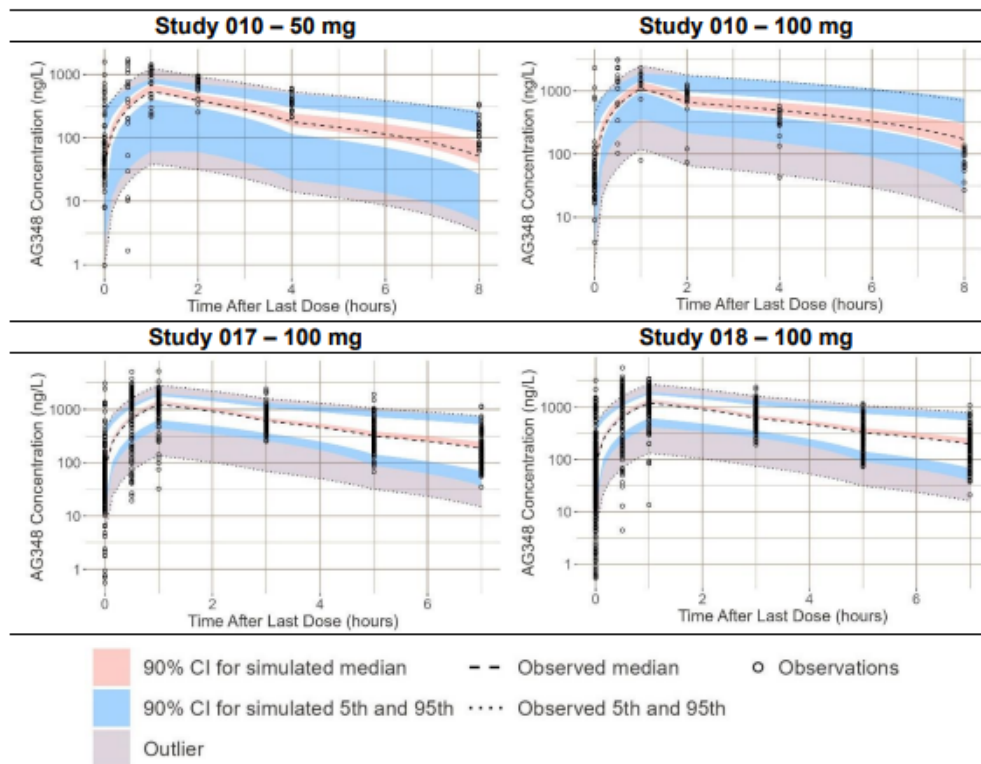 Study 010 – 50 mg
Study 010 – 100 mg
AG348 Concentration (ng/L)
1000
100
10
1
0
2
4
6
8
Time After Last Dose (hours)
AG348 Concentration (ng/L)
1000
100
10
0
2
4
6
8
Time After Last Dose (hours)
Study 017 – 100 mg
Study 018 – 100 mg
AG348 Concentration (ng/L)
1000
100
10
1
0
2
4
6
Time After Last Dose (hours)
AG348 Concentration (ng/L)
1000
100
10
1
0
2
4
6
Time After Last Dose (hours)
90% CI for simulated median
Observed median
Observations
90% CI for simulated 5th and 95th
Observed 5th and 95th
Outlier